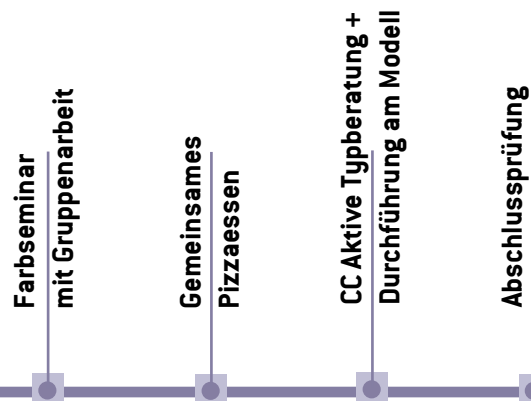 Farbseminar
mit Gruppenarbeit
Gemeinsames
Pizzaessen
CC Aktive Typberatung +
Durchführung am Modell
Abschlussprüfung